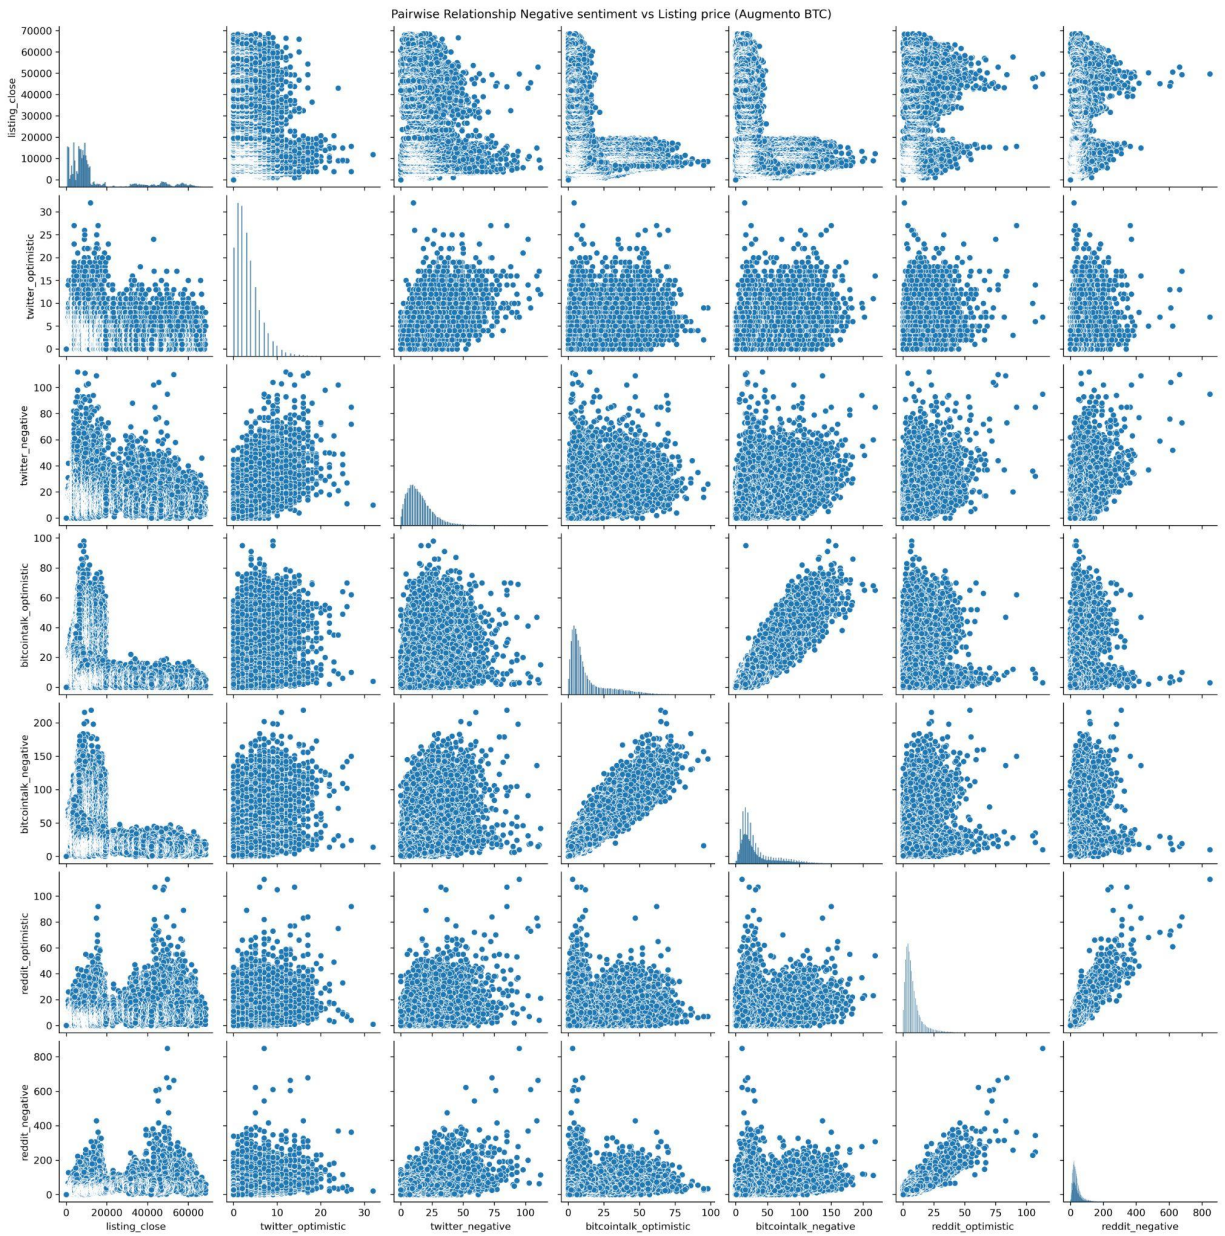 Pairwise Relationship Negative sentiment vs Listing price (Augmento BTC)
70000
60000
50000
40000
30000
20000
10000
0
listing_close
30
25
20
15
10
5
0
twitter_optimistic
100
80
60
40
20
0
twitter_negative
100
80
60
40
20
0
bitcointalk_optimistic
200
150
100
50
0
bitcointalk_negative
100
80
60
40
20
0
reddit_optimistic
800
600
400
200
0
reddit_negative
0 20000 40000 60000
listing_close
0 10 20 30
twitter_optimistic
0 25 50 75 100
twitter_negative
0 25 50 75 100
bitcointalk_optimistic
0 50 100 150 200
bitcointalk_negative
0 25 50 75 100
reddit_optimistic
0 200 400 600 800
reddit_negative